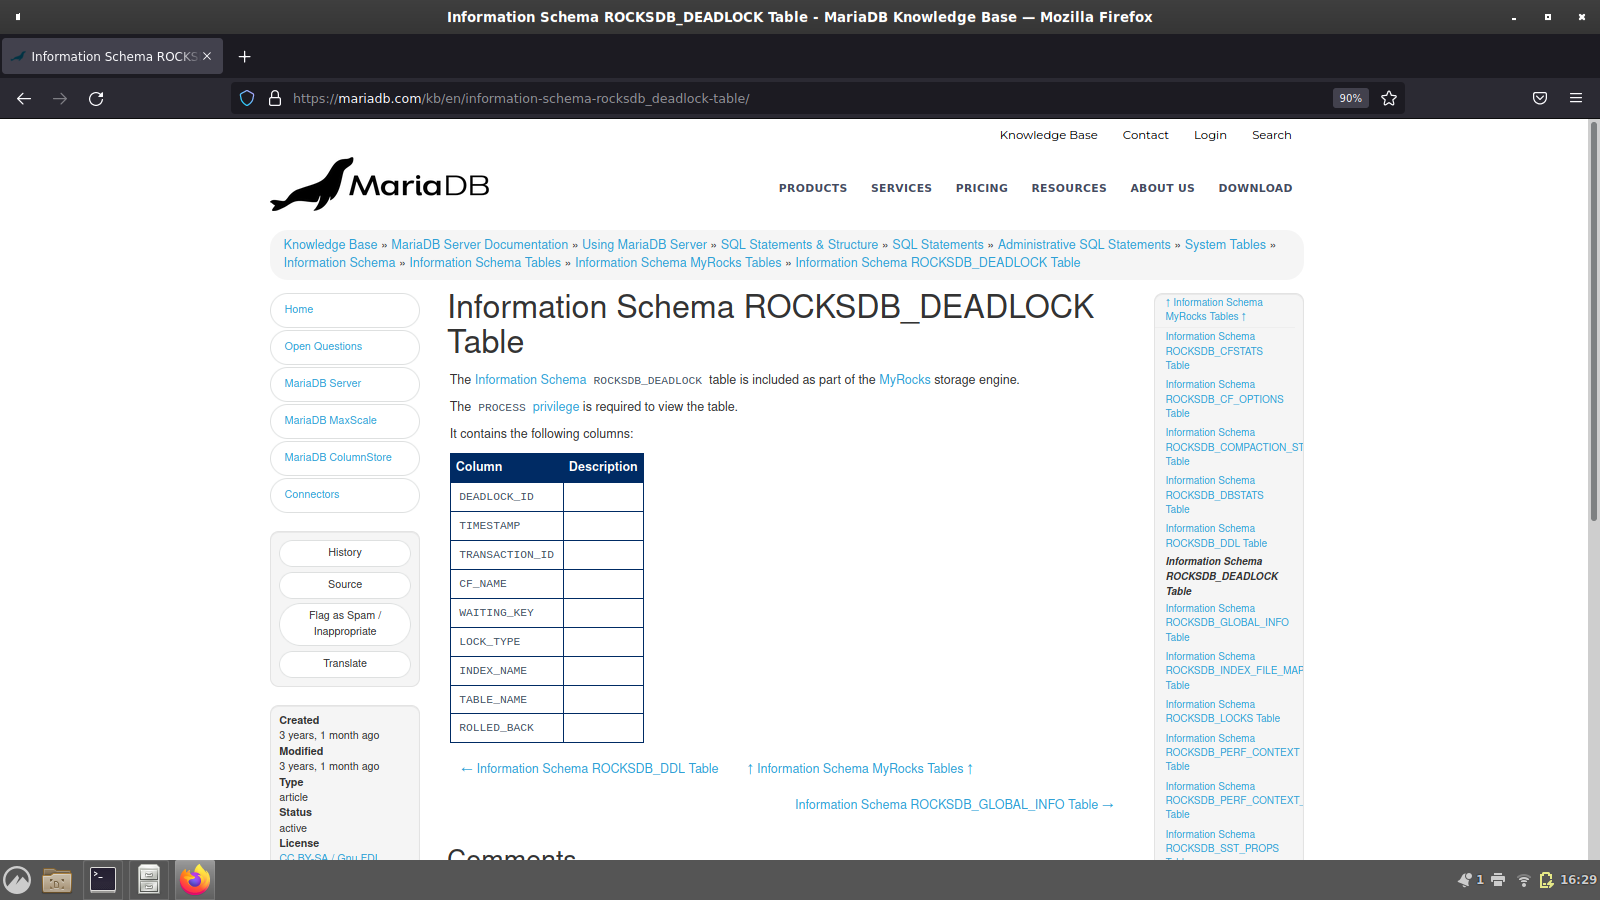 Information Schema ROCKSDB_DEADLOCK Table - MariaDB Knowledge Base — Mozilla Firefox
Information Schema ROCKS
https://mariadb.com/kb/en/information-schema-rocksdb_deadlock-table/
90%
Knowledge Base Contact Login Search
MariaDB
PRODUCTS SERVICES PRICING RESOURCES ABOUT US DOWNLOAD
Knowledge Base » MariaDB Server Documentation » Using MariaDB Server » SQL Statements & Structure » SQL Statements » Administrative SQL Statements » System Tables »
Information Schema » Information Schema Tables » Information Schema MyRocks Tables » Information Schema ROCKSDB_DEADLOCK Table
Home
Open Questions
MariaDB Server
MariaDB MaxScale
MariaDB ColumnStore
Connectors
History
Source
Flag as Spam /
Inappropriate
Translate
Created
3 years, 1 month ago
Modified
3 years, 1 month ago
Type
article
Status
active
License
CC BY-SA / Gnu FDL
Information Schema ROCKSDB_DEADLOCK
Table
The Information Schema ROCKSDB_DEADLOCK table is included as part of the MyRocks storage engine.
The PROCESS privilege is required to view the table.
It contains the following columns:
Column Description
DEADLOCK_ID
TIMESTAMP
TRANSACTION_ID
CF_NAME
WAITING_KEY
LOCK_TYPE
INDEX_NAME
TABLE_NAME
ROLLED_BACK
← Information Schema ROCKSDB_DDL Table ↑ Information Schema MyRocks Tables ↑
Information Schema ROCKSDB_GLOBAL_INFO Table →
Comments
↑ Information Schema
MyRocks Tables ↑
Information Schema
ROCKSDB_CFSTATS
Table
Information Schema
ROCKSDB_CF_OPTIONS
Table
Information Schema
ROCKSDB_COMPACTION_ST
Table
Information Schema
ROCKSDB_DBSTATS
Table
Information Schema
ROCKSDB_DDL Table
Information Schema
ROCKSDB_DEADLOCK
Table
Information Schema
ROCKSDB_GLOBAL_INFO
Table
Information Schema
ROCKSDB_INDEX_FILE_MAP
Table
Information Schema
ROCKSDB_LOCKS Table
Information Schema
ROCKSDB_PERF_CONTEXT
Table
Information Schema
ROCKSDB_PERF_CONTEXT_
Table
Information Schema
ROCKSDB_SST_PROPS
1
16:29